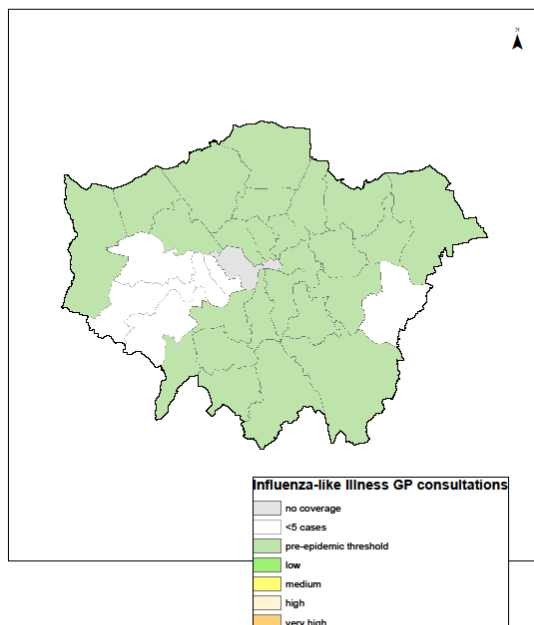 N
Influenza-like Illness GP consultations
no coverage
<5 cases
pre-epidemic threshold
low
medium
high
very high